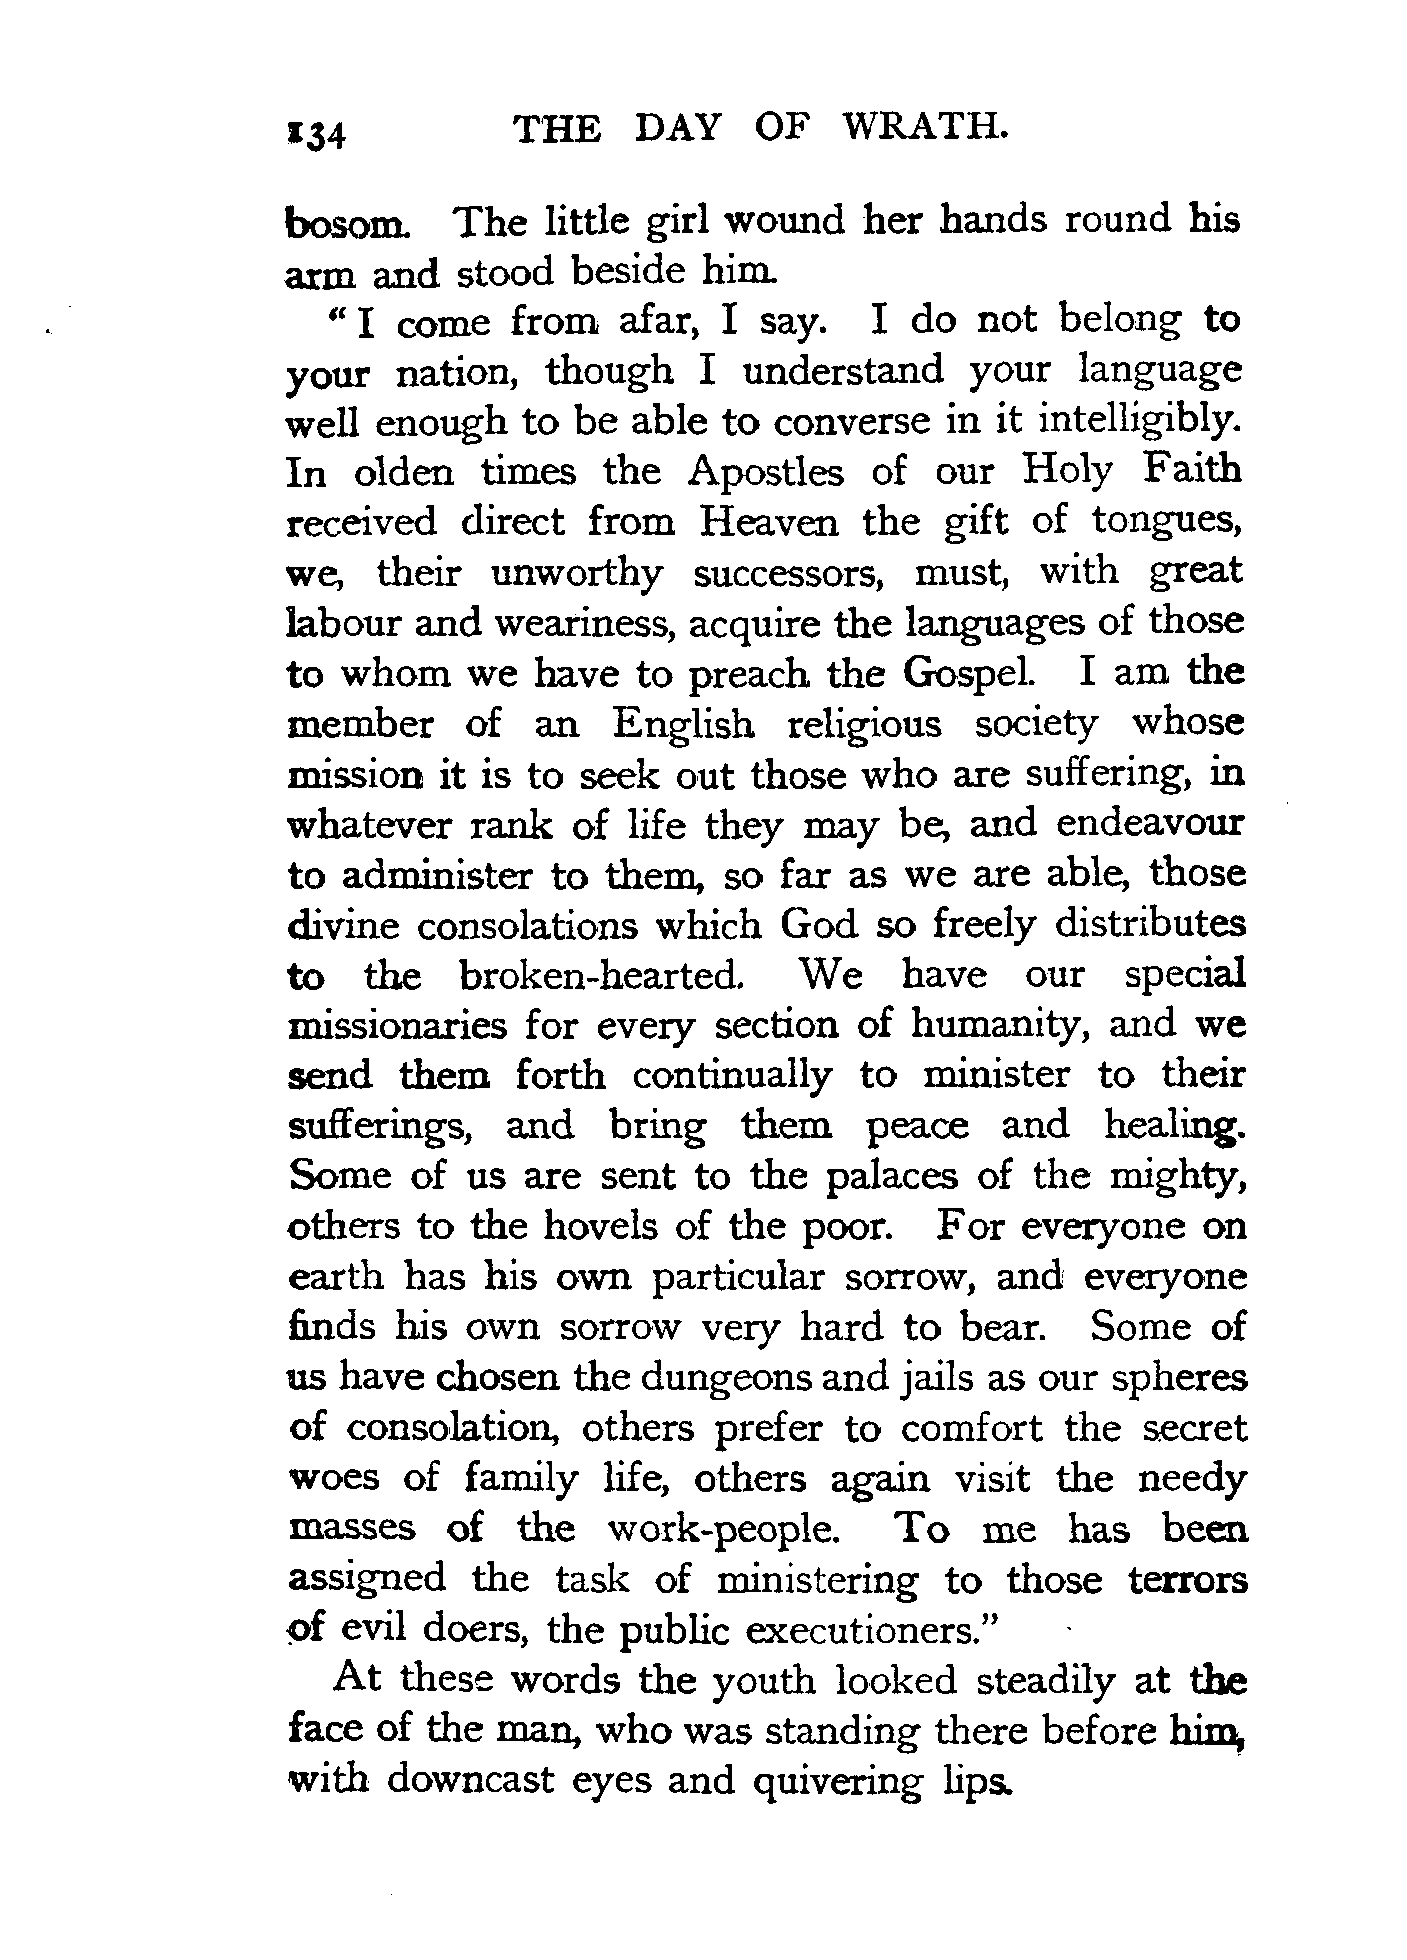 134 THE DAY OF WRATH.
bosom. The little girl wound her hands round his
arm and stood beside him.
" I come from afar, I say. I do not belong to
your nation, though I understand your language
well enough to be able to converse in it intelligibly.
In olden times the Apostles of our Holy Faith
received direct from Heaven the gift of tongues,
we, their unworthy successors, must, with great
labour and weariness, acquire the languages of those
to whom we have to preach the Gospel. I am the
member of an English religious society whose
mission it is to seek out those who are suffering, in
whatever rank of life they may be, and endeavour
to administer to them, so far as we are able, those
divine consolations which God so freely distributes
to the broken-hearted. We have our special
missionaries for every section of humanity, and we
send them forth continually to minister to their
sufferings, and bring them peace and healing.
Some of us are sent to the palaces of the mighty,
others to the hovels of the poor. For everyone on
earth has his own particular sorrow, and everyone
finds his own sorrow very hard to bear. Some of
us have chosen the dungeons and jails as our spheres
of consolation, others prefer to comfort the secret
woes of family life, others again visit the needy
masses of the work-people. To me has been
assigned the task of ministering to those terrors
of evil doers, the public executioners."
At these words the youth looked steadily at the
face of the man, who was standing there before him,
with downcast eyes and quivering lips.